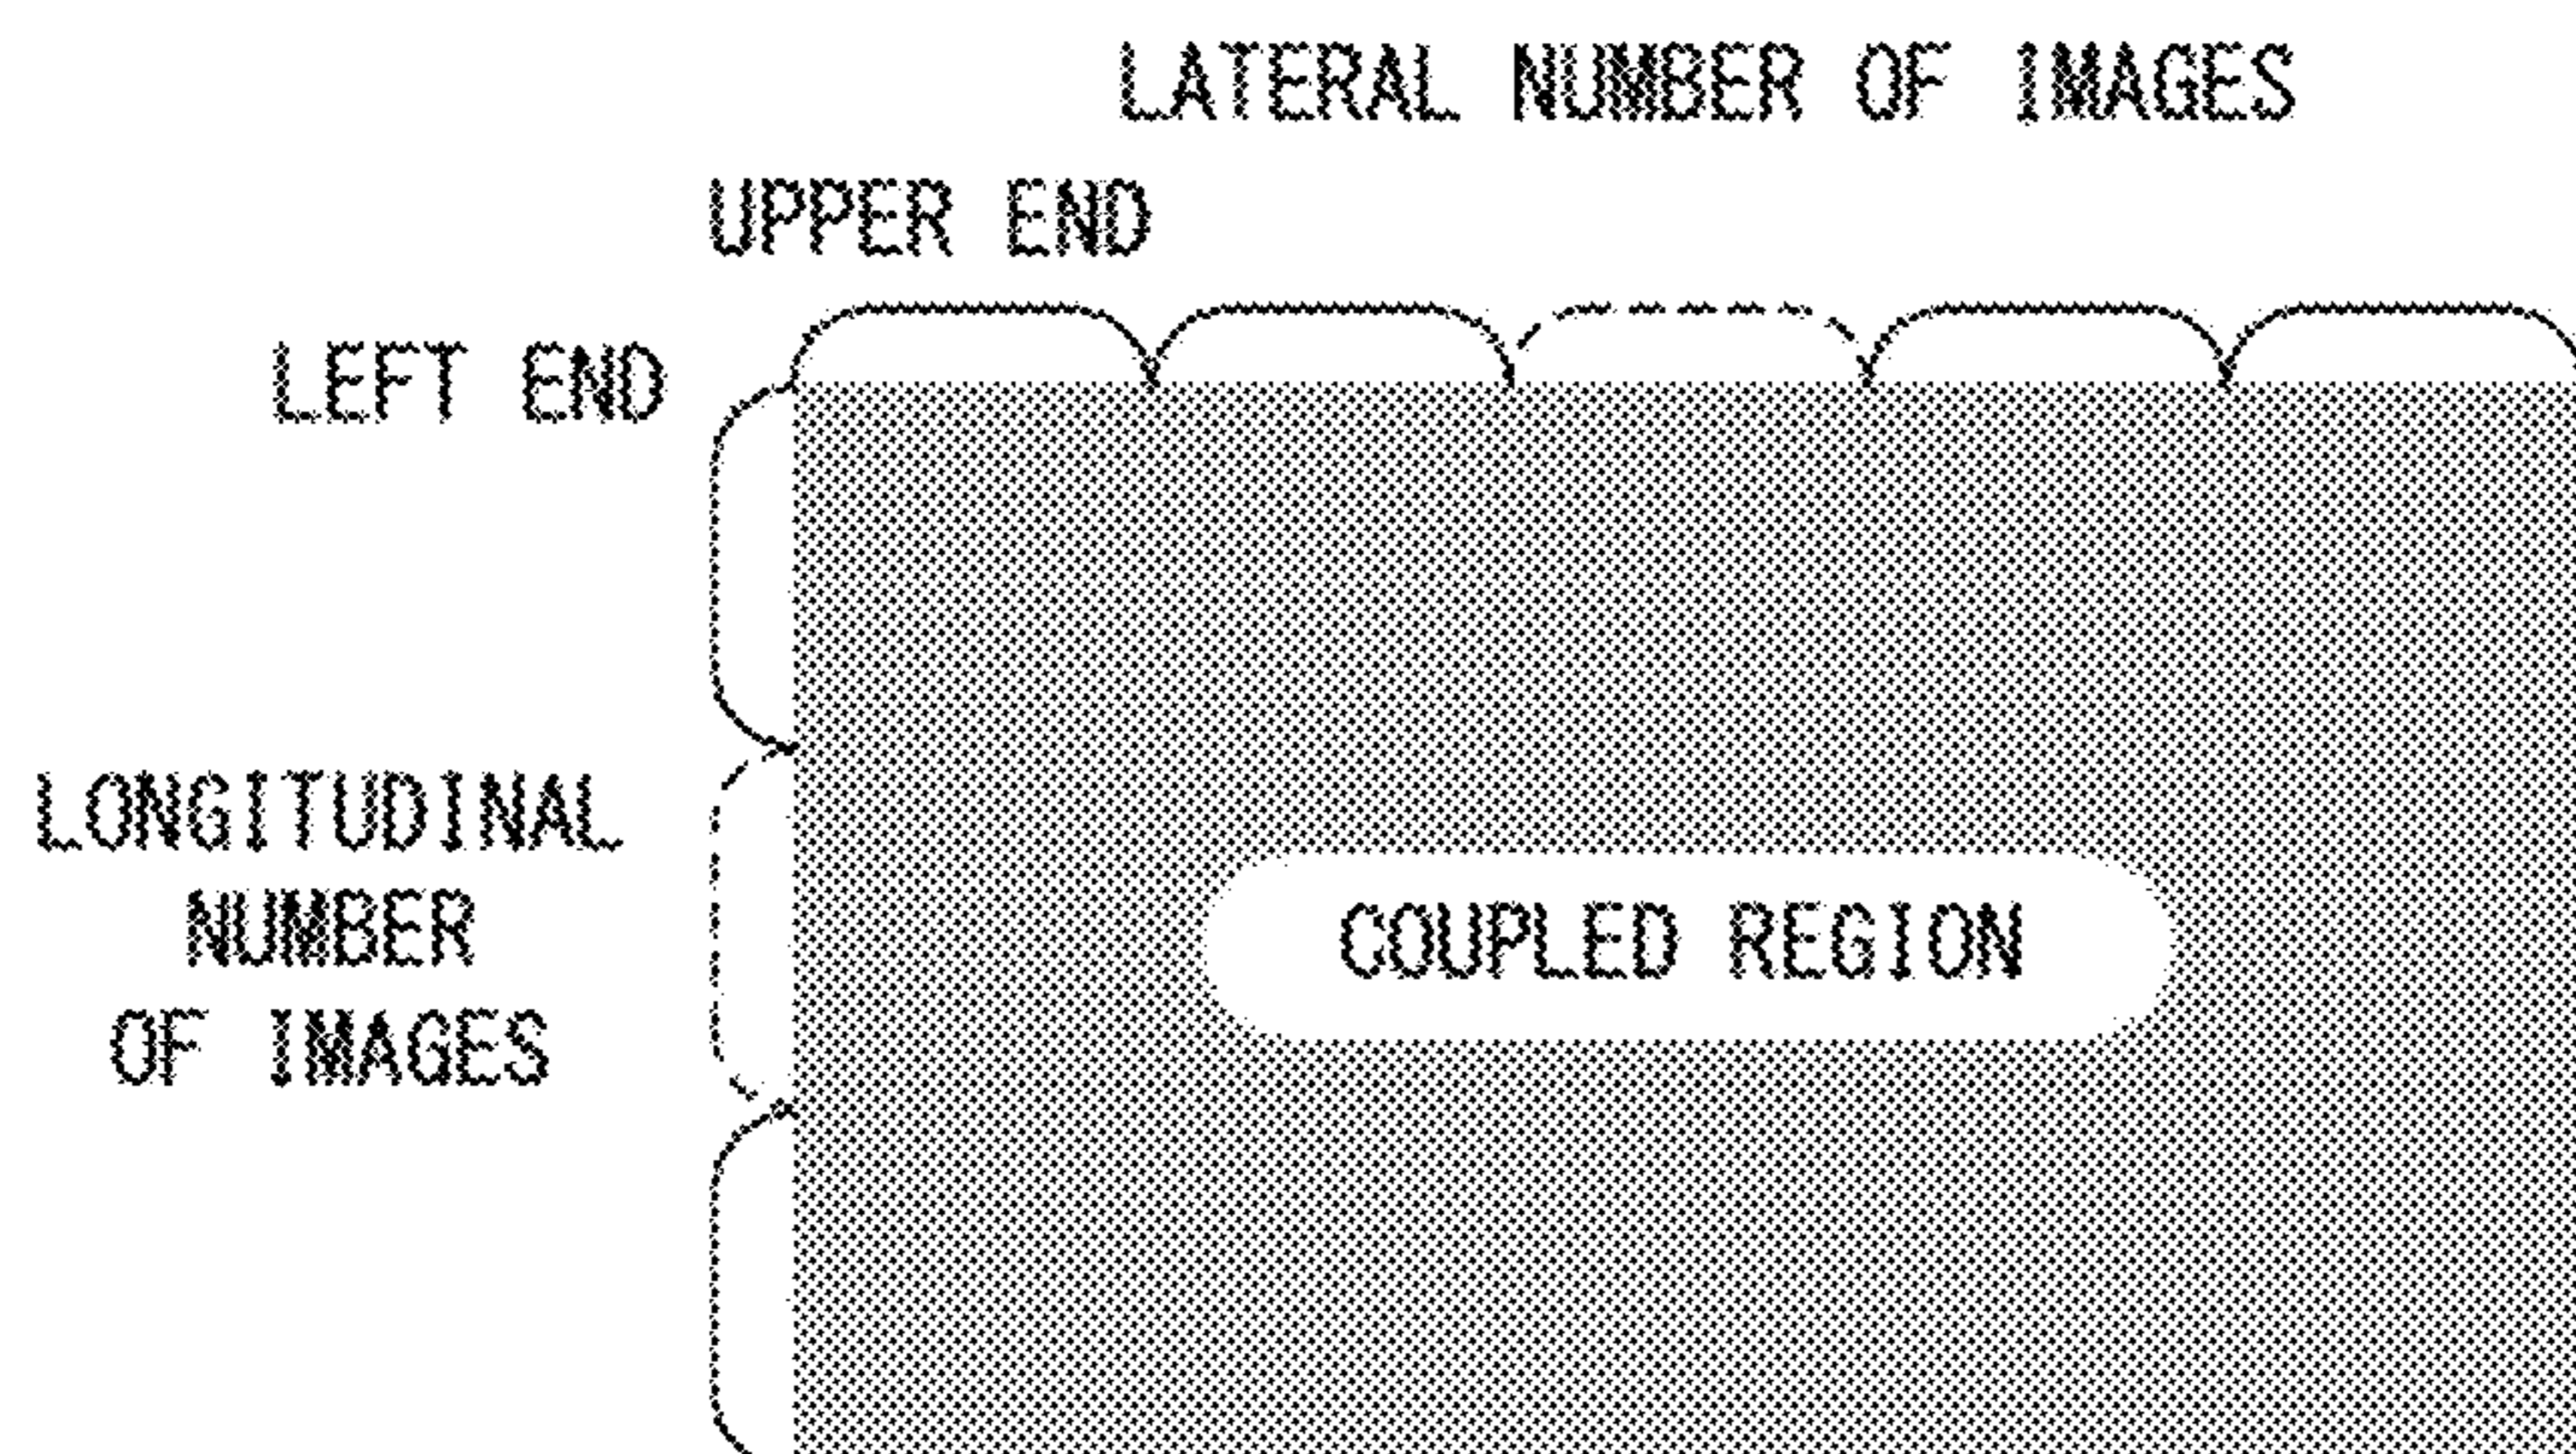 LATERAL NUMBER OF IMAGES
UPPER END
LEFT END
LONGITUDINAL
NUMBER
OF IMAGES
COUPLED REGION